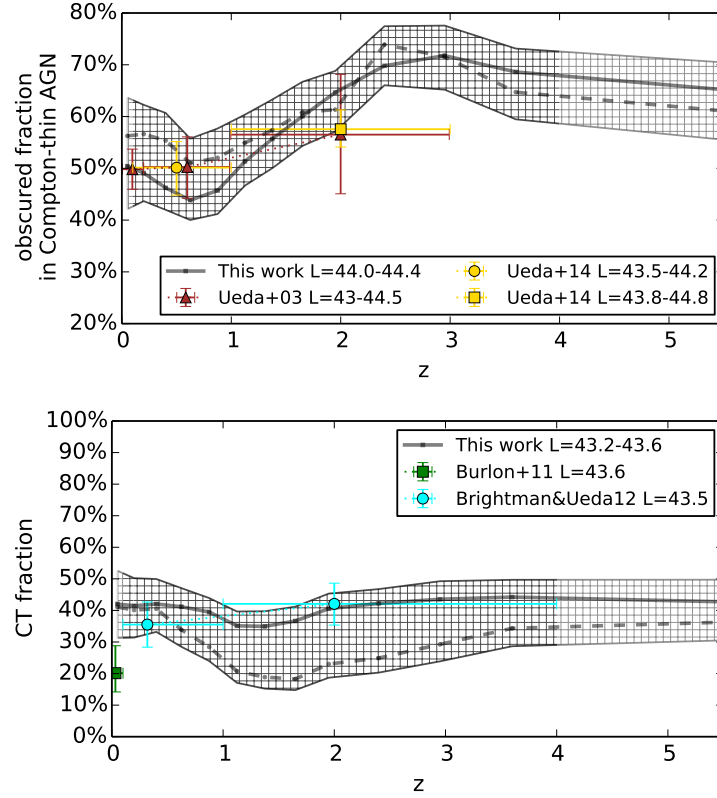 80%
70%
60%
50%
40%
30%
20%
obscured fraction
in Compton-thin AGN
This work L=44.0-44.4
Ueda+03 L=43-44.5
Ueda+14 L=43.5-44.2
Ueda+14 L=43.8-44.8
0 1 2 3 4 5
z
100%
90%
80%
70%
60%
50%
40%
30%
20%
10%
0%
CT fraction
This work L=43.2-43.6
Burlon+11 L=43.6
Brightman&Ueda12 L=43.5
0 1 2 3 4 5
z